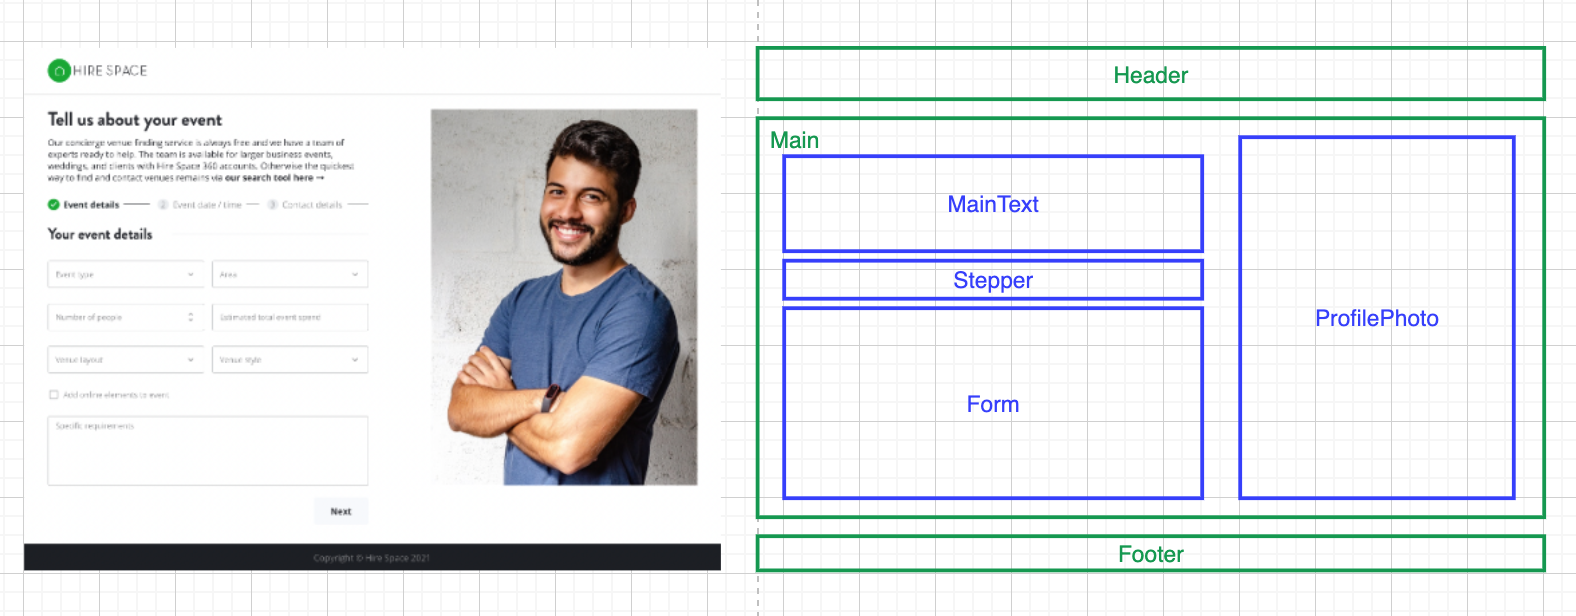 HIRE SPACE
Tell us about your event
Our concierge venue finding service is always free and we have a team of
experts ready to help. The team is available for larger business events,
weddings, and clients with Hire Space 360 accounts. Otherwise the quickest
way to find and contact venues remains via our search tool here →
Event details
2 Event date / time
3 Contact details
Your event details
Event type
Area
Number of people
Estimated total event spend
Venue layout
Venue style
Add online elements to event
Specific requirements
Next
Copyright © Hire Space 2021
Header
Main
MainText
Stepper
Form
ProfilePhoto
Footer